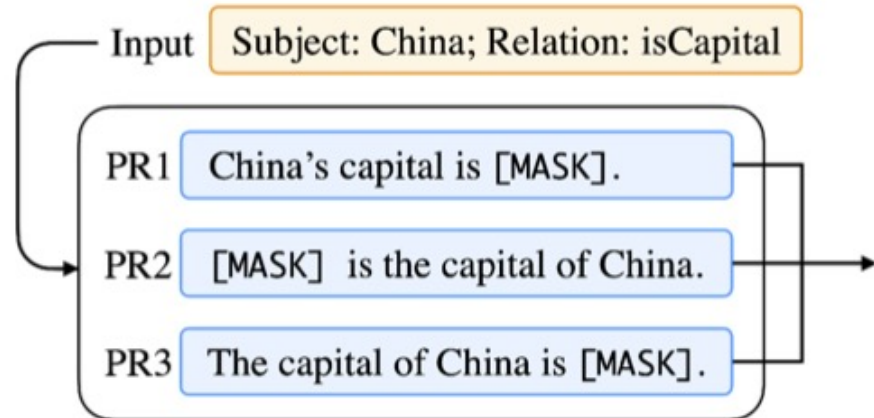 Input Subject: China; Relation: isCapital
PR1 China’s capital is [MASK].
PR2 [MASK] is the capital of China.
PR3 The capital of China is [MASK].